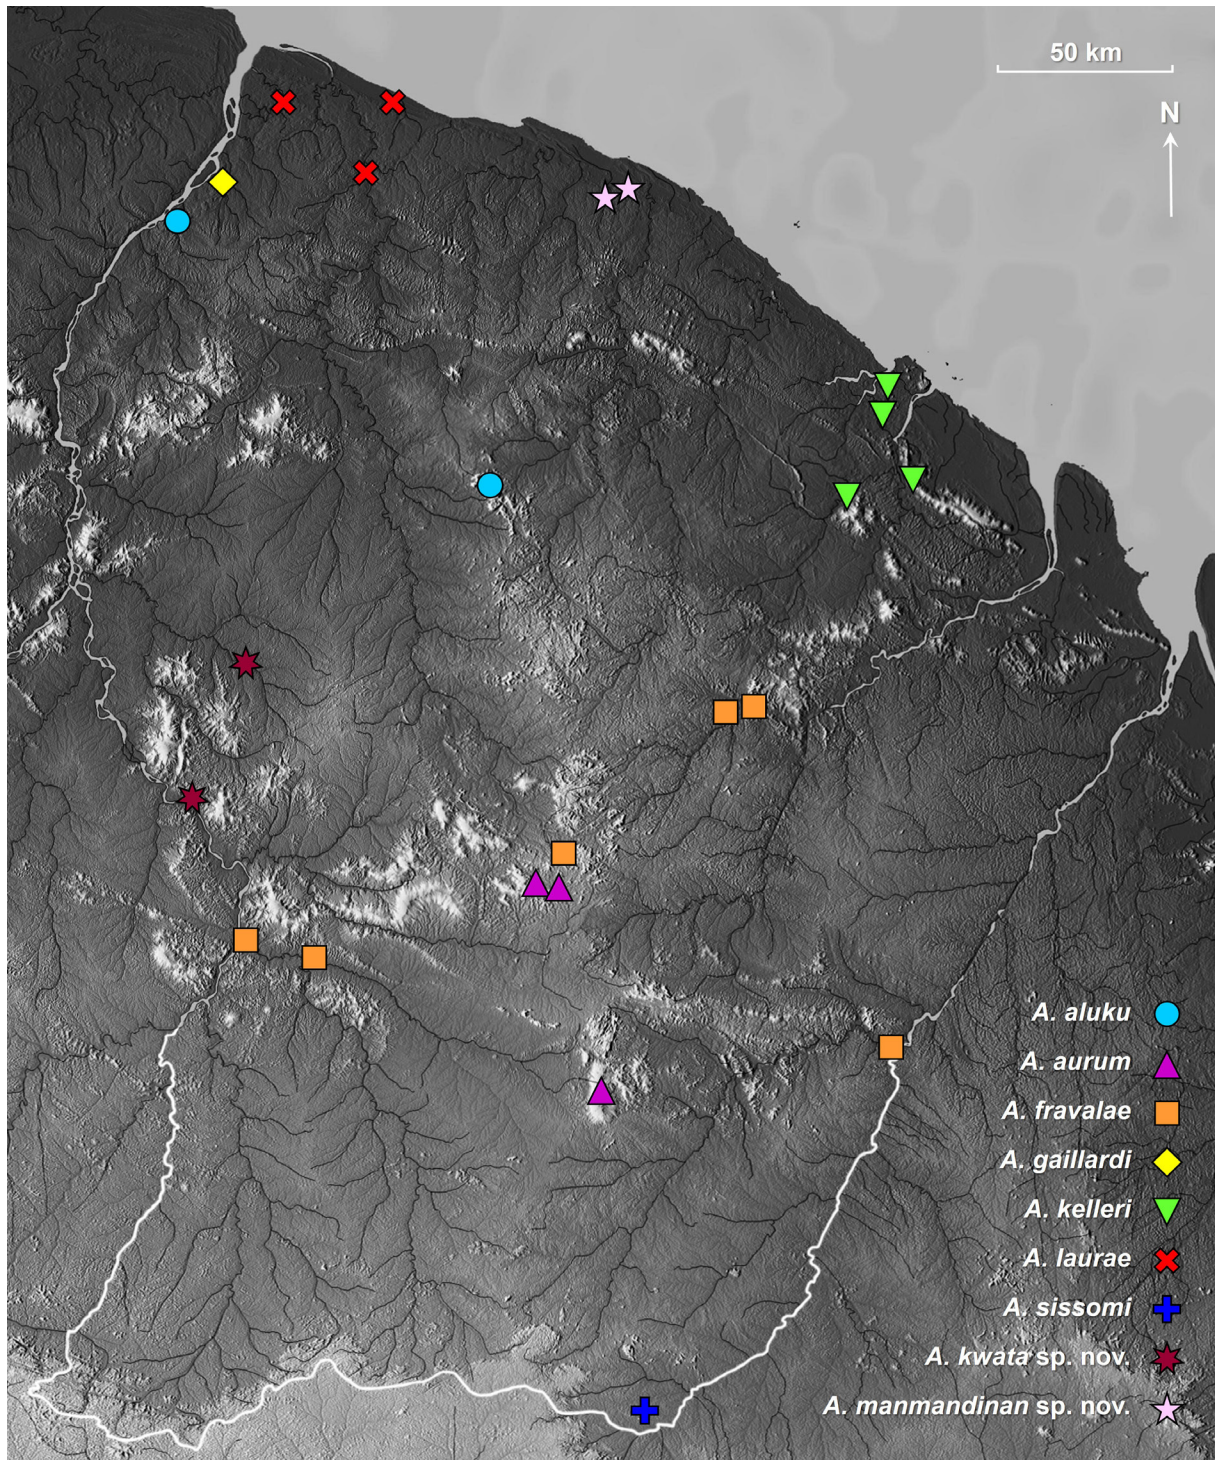 50 km
N
A. aluku
A. aurum
A. fravalae
A. gaillardi
A. kelleri
A. laurae
A. sissomi
A. kwata sp. nov.
A. manmandinan sp. nov.